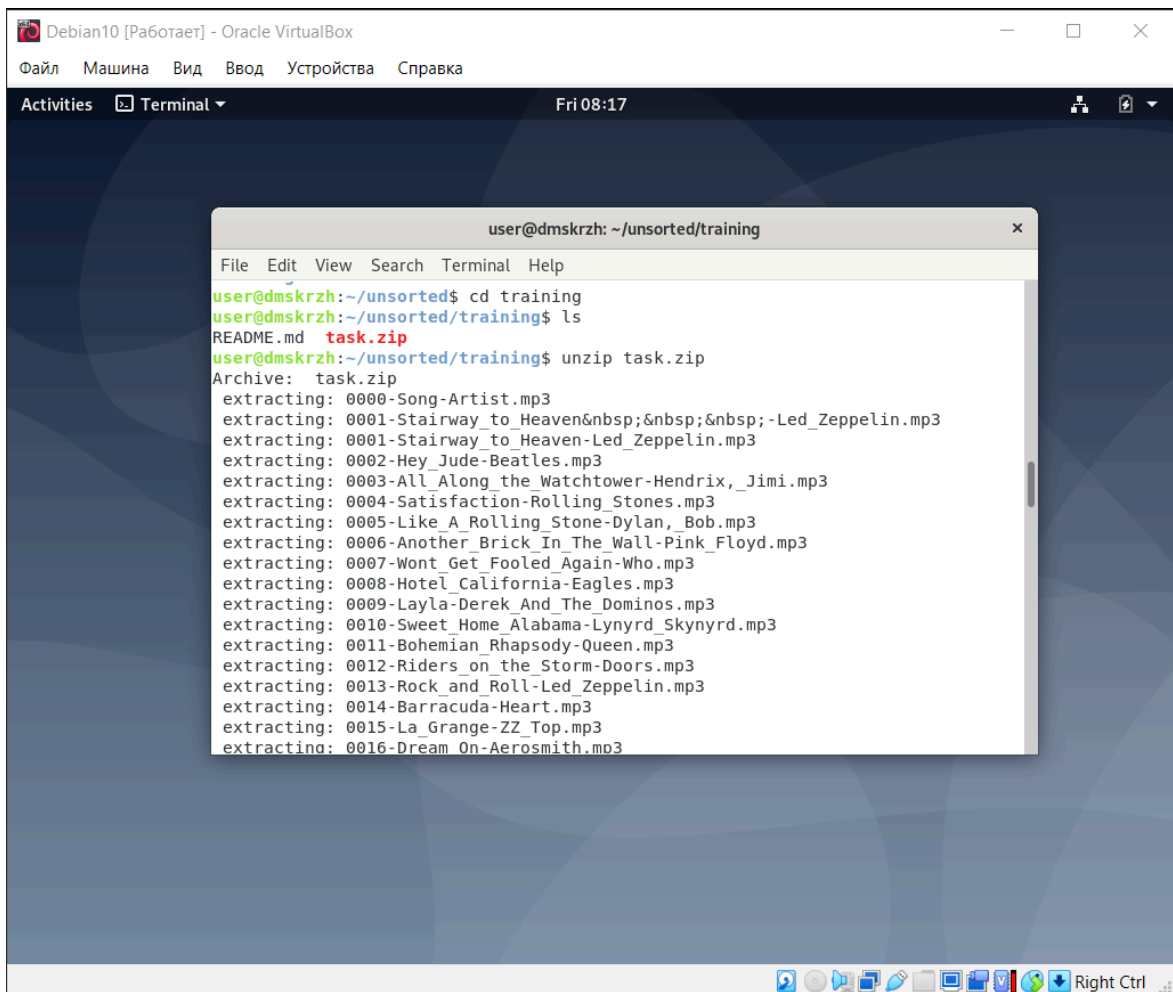 Debian10 [Работает] - Oracle VirtualBox
Файл Машина Вид Ввод Устройства Справка
Activities Terminal Fri 08:17
user@dmskrzh: ~/unsorted/training
File Edit View Search Terminal Help
user@dmskrzh:~/unsorted$ cd training
user@dmskrzh:~/unsorted/training$ ls
README.md task.zip
user@dmskrzh:~/unsorted/training$ unzip task.zip
Archive: task.zip
extracting: 0000-Song-Artist.mp3
extracting: 0001-Stairway_to_Heaven&nbsp;&nbsp;&nbsp;-Led_Zeppelin.mp3
extracting: 0001-Stairway_to_Heaven-Led_Zeppelin.mp3
extracting: 0002-Hey_Jude-Beatles.mp3
extracting: 0003-All_Along_the_Watchtower-Hendrix,_Jimi.mp3
extracting: 0004-Satisfaction-Rolling_Stones.mp3
extracting: 0005-Like_A_Rolling_Stone-Dylan,_Bob.mp3
extracting: 0006-Another_Brick_In_The_Wall-Pink_Floyd.mp3
extracting: 0007-Wont_Get_Fooled_Again-Who.mp3
extracting: 0008-Hotel_California-Eagles.mp3
extracting: 0009-Layla-Derek_And_The_Dominos.mp3
extracting: 0010-Sweet_Home_Alabama-Lynyrd_Skynyrd.mp3
extracting: 0011-Bohemian_Rhapsody-Queen.mp3
extracting: 0012-Riders_on_the_Storm-Doors.mp3
extracting: 0013-Rock_and_Roll-Led_Zeppelin.mp3
extracting: 0014-Barracuda-Heart.mp3
extracting: 0015-La_Grange-ZZ_Top.mp3
extracting: 0016-Dream_On-Aerosmith.mp3
Right Ctrl